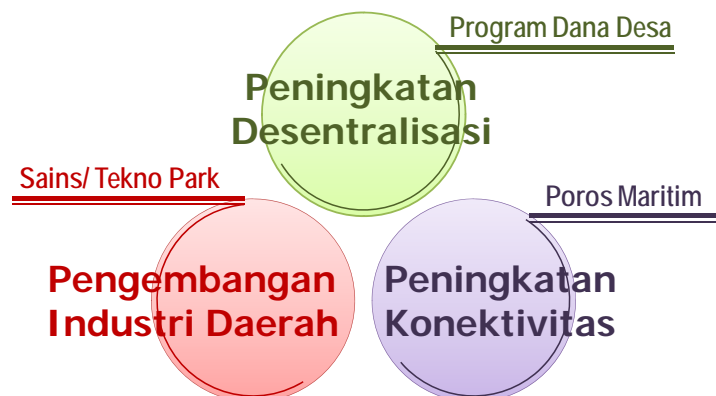 Program Dana Desa
Peningkatan
Desentralisasi
Sains/ Tekno Park
Poros Maritim
Pengembangan
Industri Daerah
Peningkatan
Konektivitas